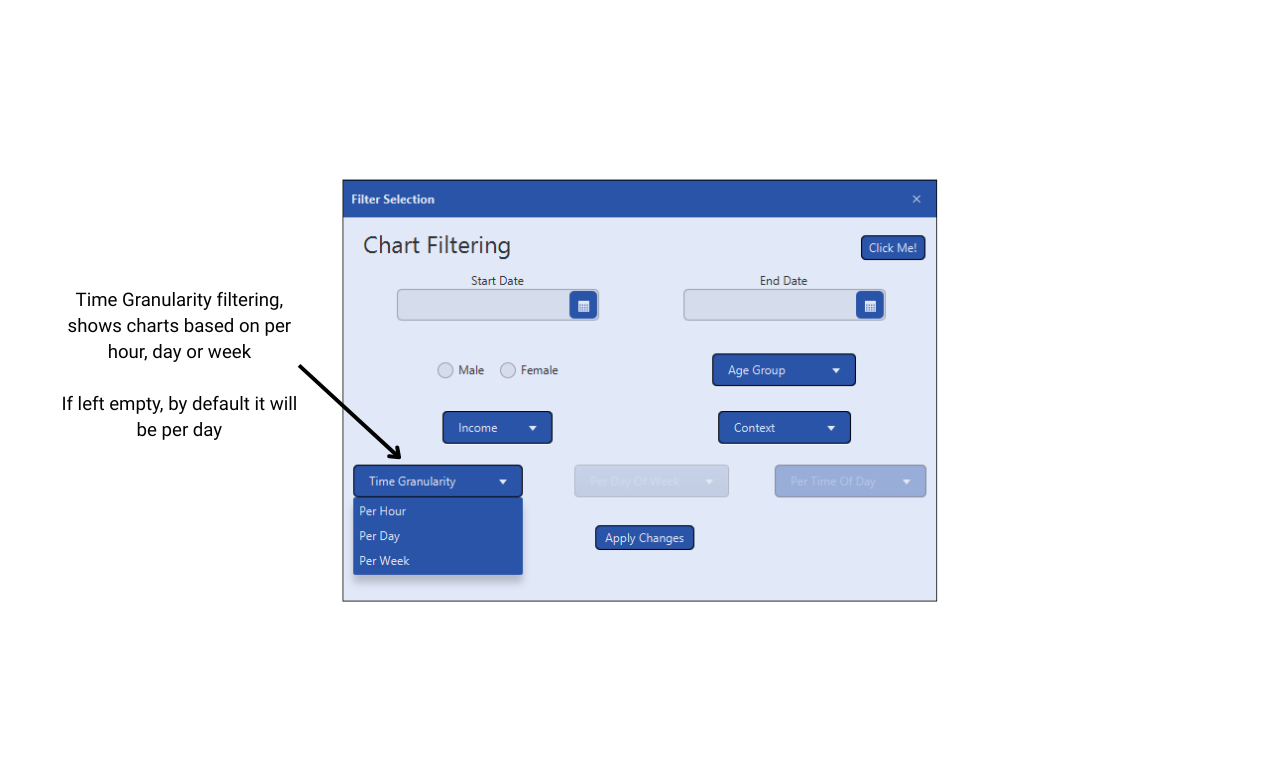 Filter Selection
Chart Filtering
Click Me!
Start Date
End Date
Time Granularity filtering,
shows charts based on per
hour, day or week
If left empty, by default it will
be per day
Male
Female
Age Group
Income
Context
Time Granularity
Per Day Of Week
Per Time Of Day
Per Hour
Per Day
Per Week
Apply Changes